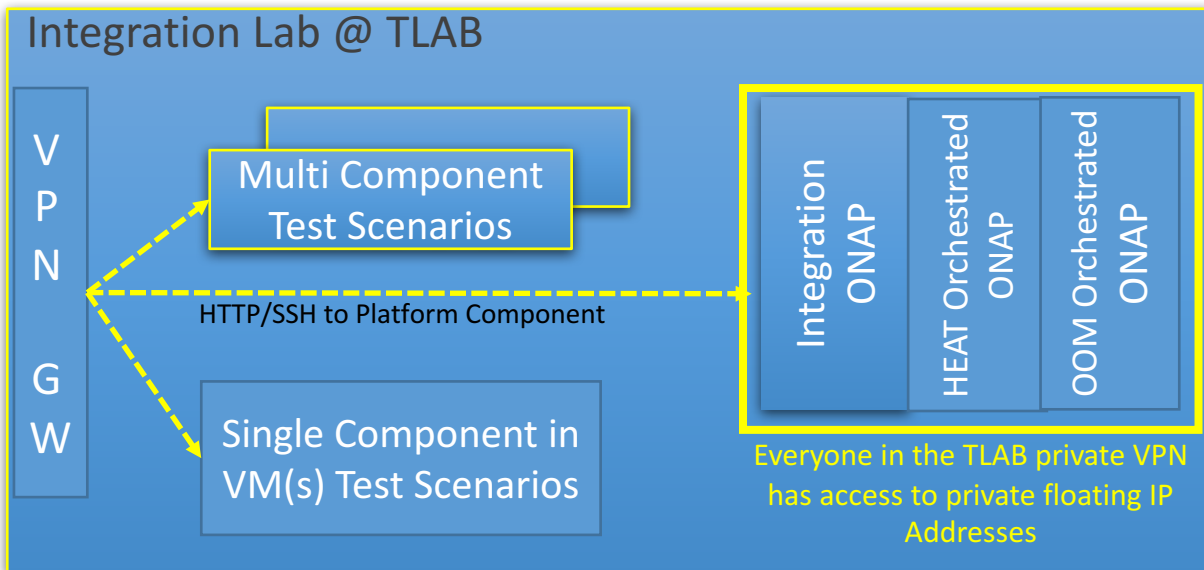 Integration Lab @ TLAB
V
P
N
G
W
Multi Component
Test Scenarios
HTTP/SSH to Platform Component
Single Component in
VM(s) Test Scenarios
Integration
ONAP
HEAT Orchestrated
ONAP
OOM Orchestrated
ONAP
Everyone in the TLAB private VPN
has access to private floating IP
Addresses